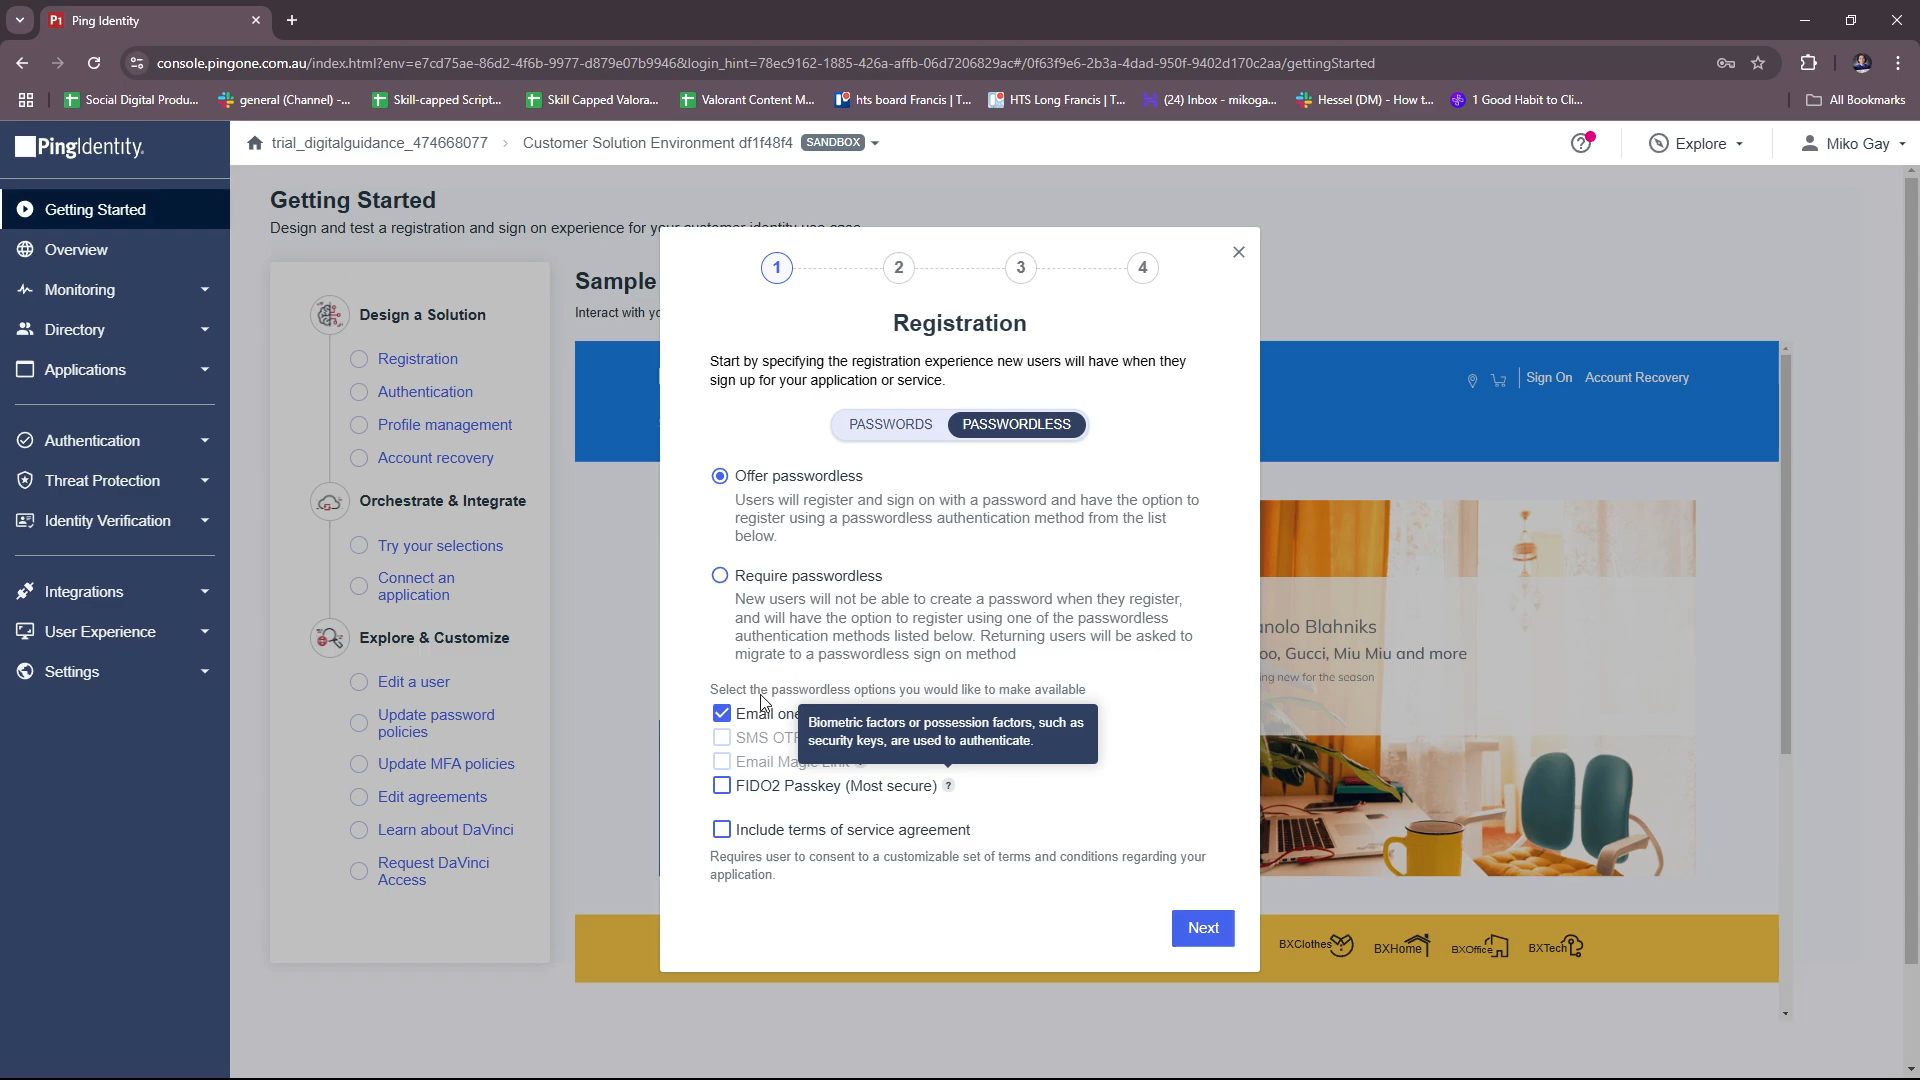 P1 Ping Identity
console.pingone.com.au/index.html?env=e7cd75ae-86d2-4f6b-9977-d879e07b9946&login_hint=78ec9162-1885-426a-affb-06d7206829ac#/0f63f9e6-2b3a-4dad-950f-9402d170c2aa/gettingStarted
Social Digital Produ...
general (Channel) -...
Skill-capped Script...
Skill Capped Valora...
Valorant Content M...
hts board Francis | T...
HTS Long Francis | T...
(24) Inbox - mikoga...
Hessel (DM) - How t...
1 Good Habit to Cli...
All Bookmarks
PingIdentity.
trial_digitalguidance_474668077 > Customer Solution Environment df1f48f4 SANDBOX
Explore
Miko Gay
Getting Started
Overview
Monitoring
Directory
Applications
Authentication
Threat Protection
Identity Verification
Integrations
User Experience
Settings
Getting Started
Design and test a registration and sign on experience for your customer identity use case
Design a Solution
Registration
Authentication
Profile management
Account recovery
Orchestrate & Integrate
Try your selections
Connect an
application
Explore & Customize
Edit a user
Update password
policies
Update MFA policies
Edit agreements
Learn about DaVinci
Request DaVinci
Access
Sample
Interact with yo
1
2
3
4
Registration
Start by specifying the registration experience new users will have when they
sign up for your application or service.
PASSWORDS PASSWORDLESS
Offer passwordless
Users will register and sign on with a password and have the option to
register using a passwordless authentication method from the list
below.
Require passwordless
New users will not be able to create a password when they register,
and will have the option to register using one of the passwordless
authentication methods listed below. Returning users will be asked to
migrate to a passwordless sign on method
Select the passwordless options you would like to make available
Email one
Biometric factors or possession factors, such as
security keys, are used to authenticate.
SMS OTP
Email Magic Link
FIDO2 Passkey (Most secure) ?
Include terms of service agreement
Requires user to consent to a customizable set of terms and conditions regarding your
application.
Next
Sign On Account Recovery
anolo Blahniks
oo, Gucci, Miu Miu and more
ing new for the season
BXClothes
BXHome
BXOffice
BXTech